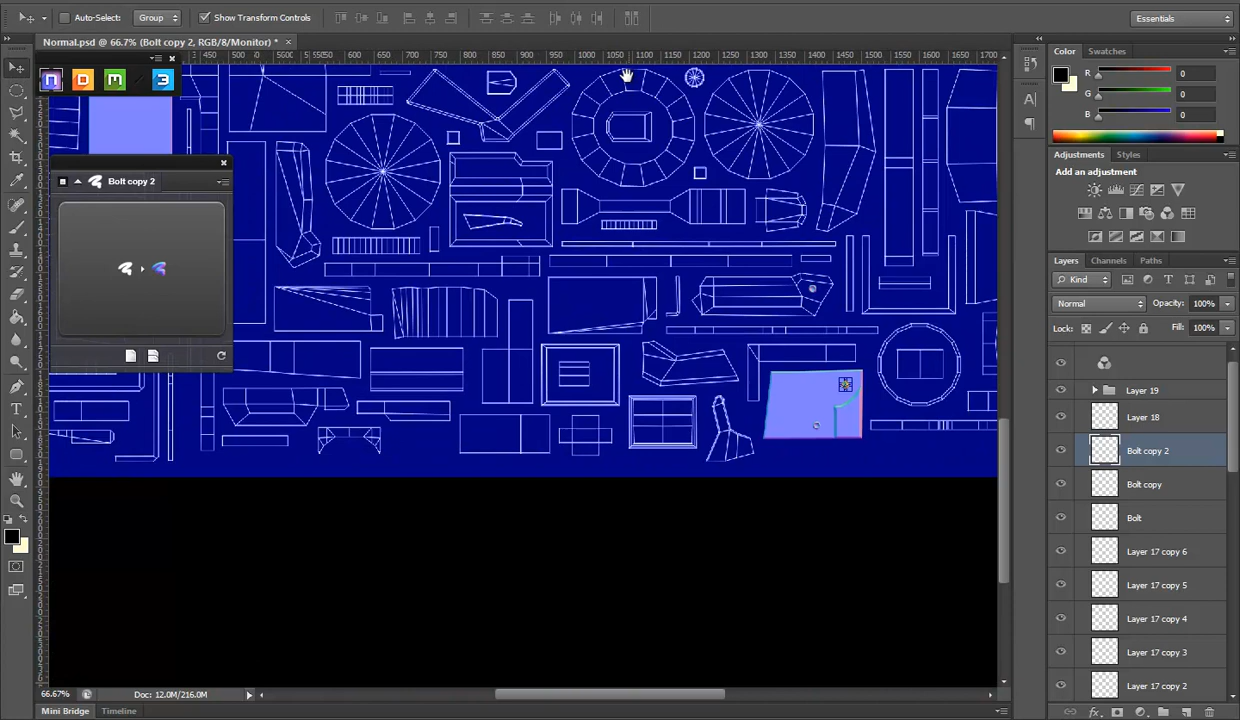 Auto-Select:
Group
Show Transform Controls
Essentials
Normal.psd @ 66.7% (Bolt copy 2, RGB/8/Monitor) *
Color
Swatches
R
0
G
0
B
0
Bolt copy 2
Adjustments
Styles
Add an adjustment
Layers
Channels
Paths
Kind
Normal
Opacity:
100%
Lock:
Fill:
100%
Layer 19
Layer 18
Bolt copy 2
Bolt copy
Bolt
Layer 17 copy 6
Layer 17 copy 5
Layer 17 copy 4
Layer 17 copy 3
Layer 17 copy 2
66.67%
Doc: 12.0M/216.0M
Mini Bridge
Timeline